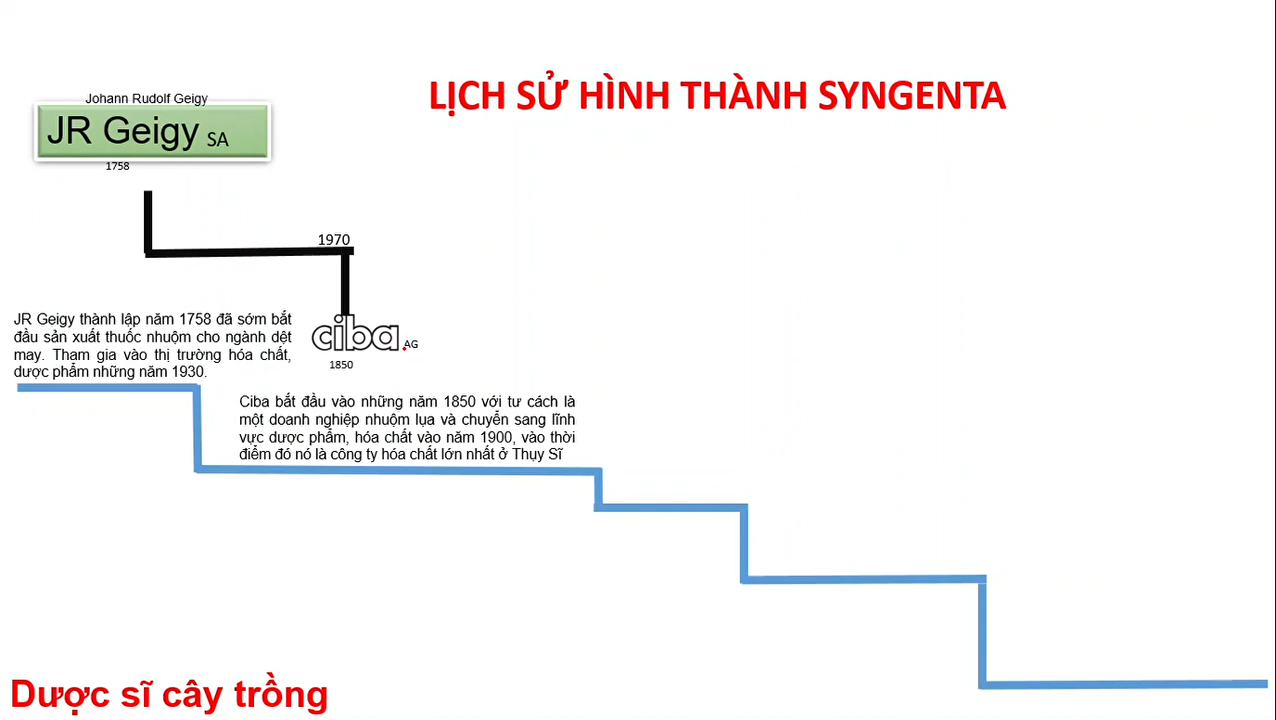 LỊCH SỬ HÌNH THÀNH SYNGENTA
Johann Rudolf Geigy
JR Geigy SA
1758
1970
ciba.AG
1850
JR Geigy thành lập năm 1758 đã sớm bắt
đầu sản xuất thuốc nhuộm cho ngành dệt
may. Tham gia vào thị trường hóa chất,
dược phẩm những năm 1930.
Ciba bắt đầu vào những năm 1850 với tư cách là
một doanh nghiệp nhuộm lụa và chuyển sang lĩnh
vực dược phẩm, hóa chất vào năm 1900, vào thời
điểm đó nó là công ty hóa chất lớn nhất ở Thụy Sĩ
Dược sĩ cây trồng